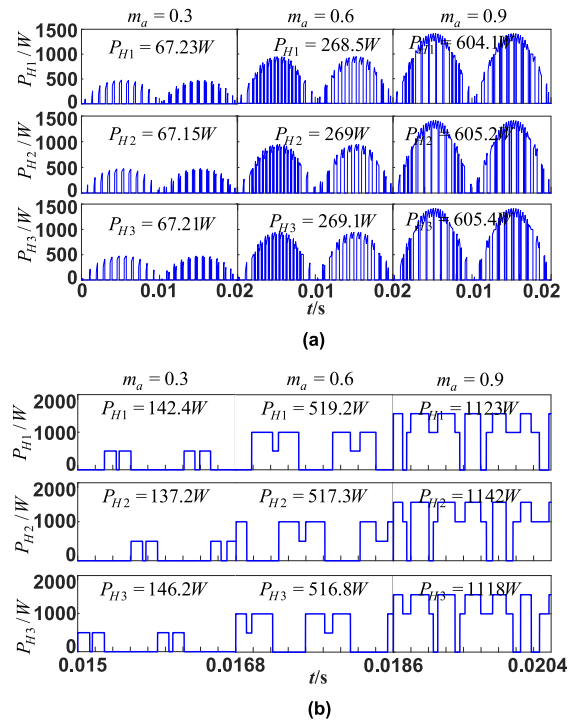 m_a = 0.3 m_a = 0.6 m_a = 0.9
P_H1/W
1500
1000
500
0
P_H1 = 67.23W P_H1 = 268.5W P_H1 = 604.1W
P_H2/W
1500
1000
500
0
P_H2 = 67.15W P_H2 = 269W P_H2 = 605.2W
P_H3/W
1500
1000
500
0
P_H3 = 67.21W P_H3 = 269.1W P_H3 = 605.4W
0 0.01 0.02 0.01 0.02 0.01 0.02
t/s
(a)
m_a = 0.3 m_a = 0.6 m_a = 0.9
P_H1/W
2000
1000
0
P_H1 = 142.4W P_H1 = 519.2W P_H1 = 1123W
P_H2/W
2000
1000
0
P_H2 = 137.2W P_H2 = 517.3W P_H2 = 1142W
P_H3/W
2000
1000
0
P_H3 = 146.2W P_H3 = 516.8W P_H3 = 1118W
0.015 0.0168 0.0186 0.0204
t/s
(b)